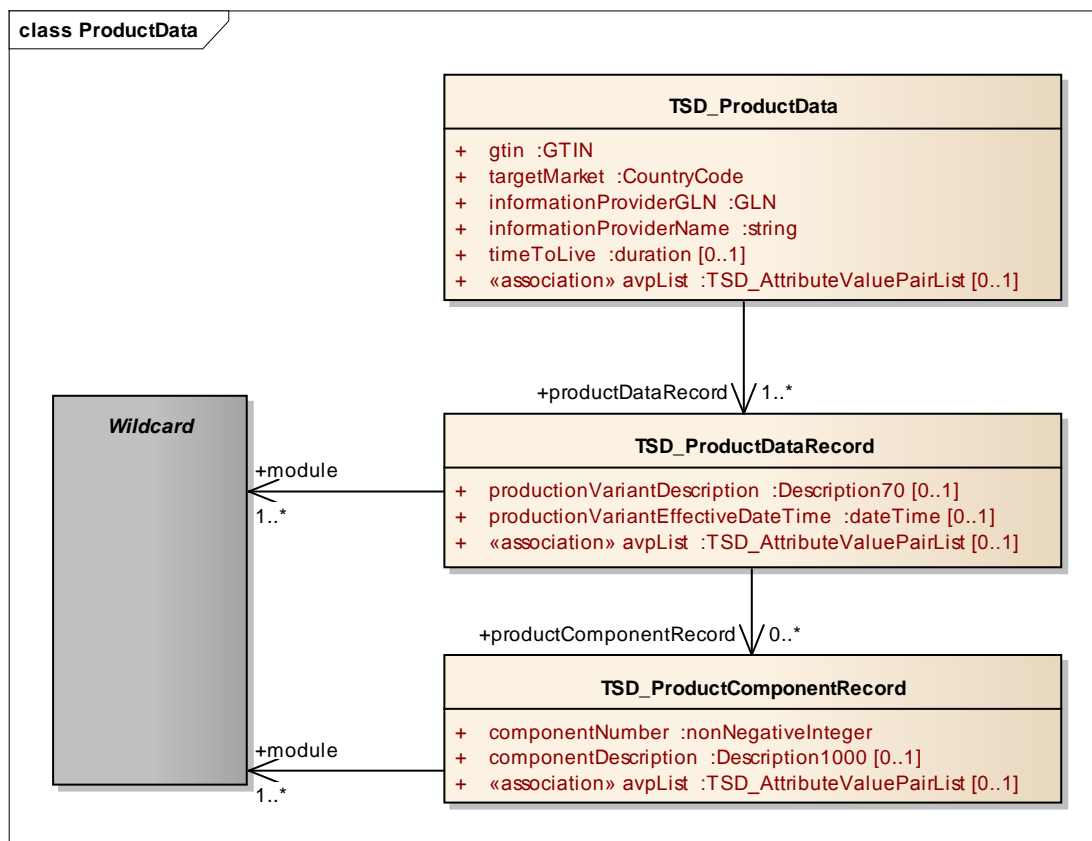 class ProductData
TSD_ProductData
+ gtin :GTIN
+ targetMarket :CountryCode
+ informationProviderGLN :GLN
+ informationProviderName :string
+ timeToLive :duration [0..1]
+ «association» avpList :TSD_AttributeValuePairList [0..1]
+productDataRecord 1..*
Wildcard
TSD_ProductDataRecord
+module
1..*
+ productionVariantDescription :Description70 [0..1]
+ productionVariantEffectiveDateTime :dateTime [0..1]
+ «association» avpList :TSD_AttributeValuePairList [0..1]
+productComponentRecord 0..*
TSD_ProductComponentRecord
+module
1..*
+ componentNumber :nonNegativeInteger
+ componentDescription :Description1000 [0..1]
+ «association» avpList :TSD_AttributeValuePairList [0..1]